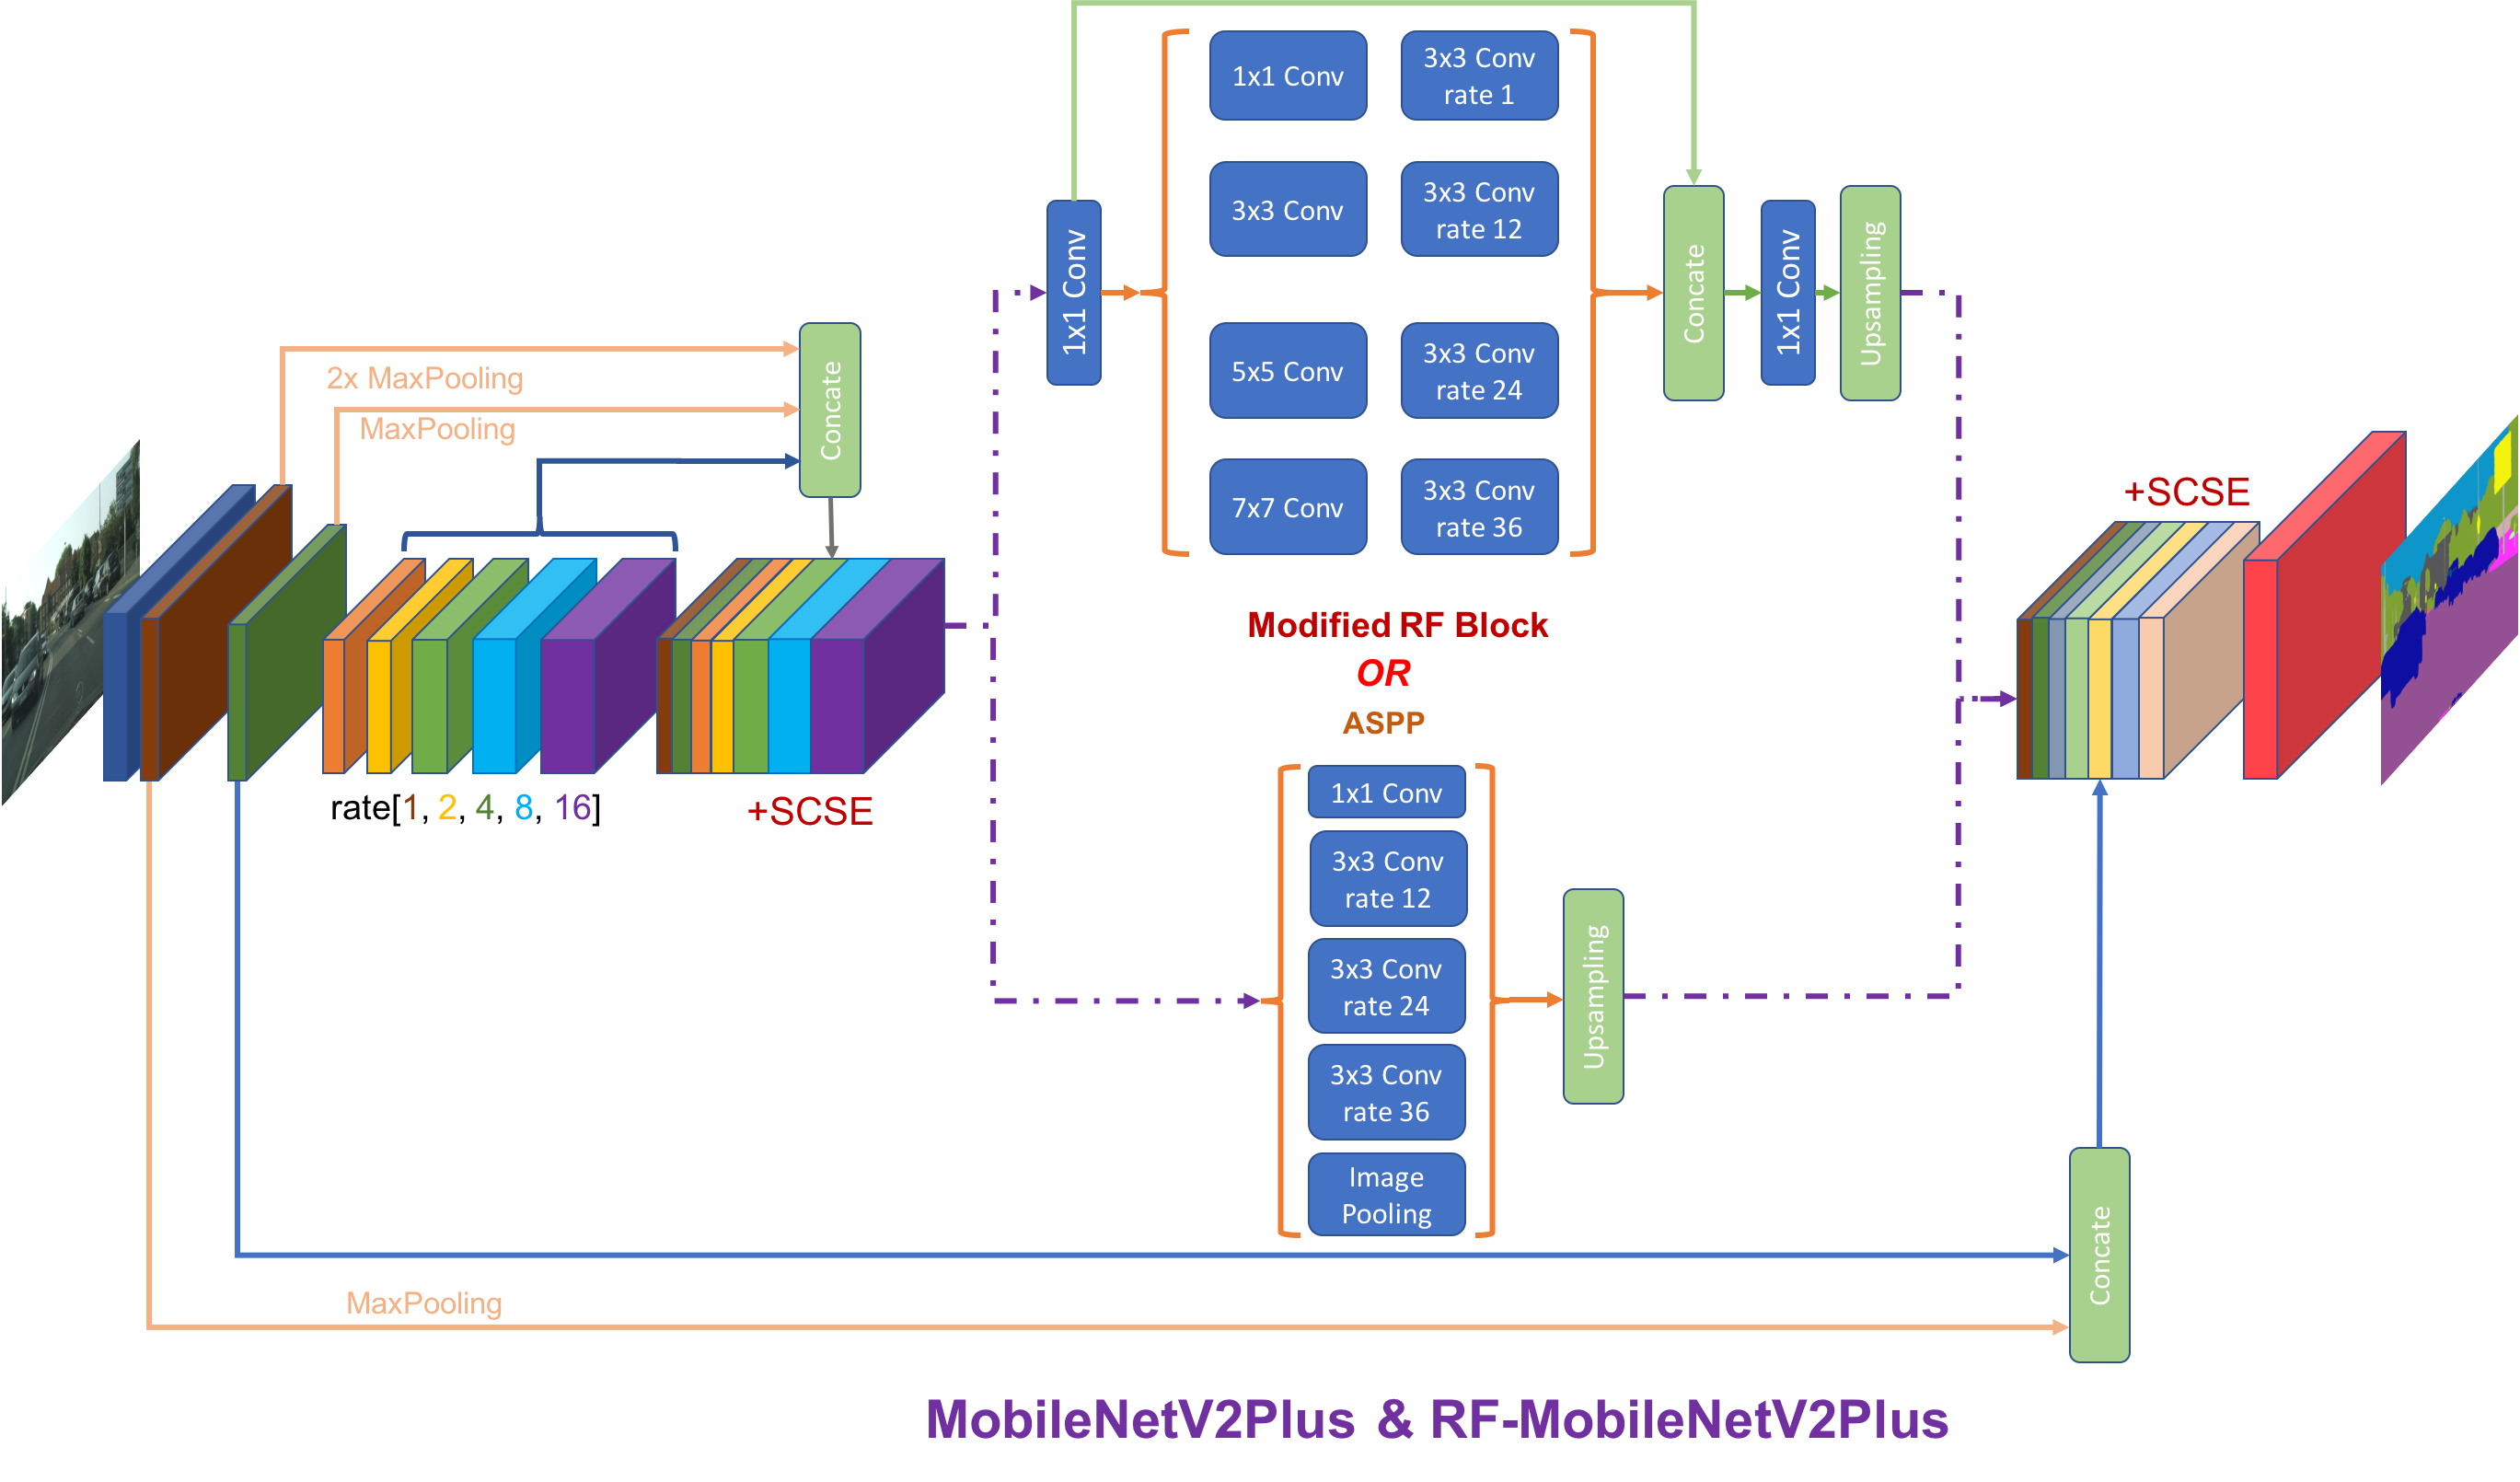 1x1 Conv
3x3 Conv
rate 1
3x3 Conv
3x3 Conv
rate 12
5x5 Conv
3x3 Conv
rate 24
7x7 Conv
3x3 Conv
rate 36
1x1 Conv
Concate
1x1 Conv
Upsampling
2x MaxPooling
MaxPooling
Concate
rate[1, 2, 4, 8, 16]
+SCSE
Modified RF Block
OR
ASPP
1x1 Conv
3x3 Conv
rate 12
3x3 Conv
rate 24
3x3 Conv
rate 36
Image
Pooling
Upsampling
+SCSE
Concate
MaxPooling
MobileNetV2Plus & RF-MobileNetV2Plus